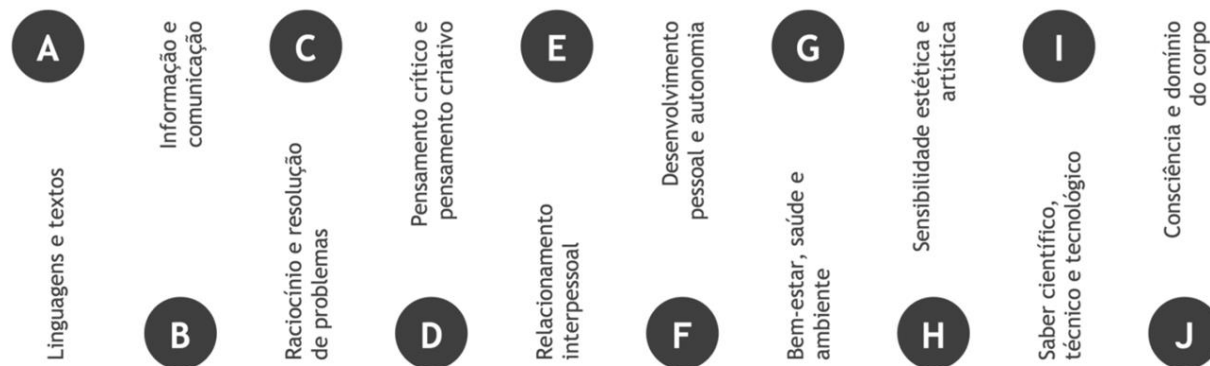 A
Linguagens e textos
B
Informação e
comunicação
C
Raciocínio e resolução
de problemas
D
Pensamento crítico e
pensamento criativo
E
Relacionamento
interpessoal
F
Desenvolvimento
pessoal e autonomia
G
Bem-estar, saúde e
ambiente
H
Sensibilidade estética e
artística
I
Saber científico,
técnico e tecnológico
J
Consciência e domínio
do corpo